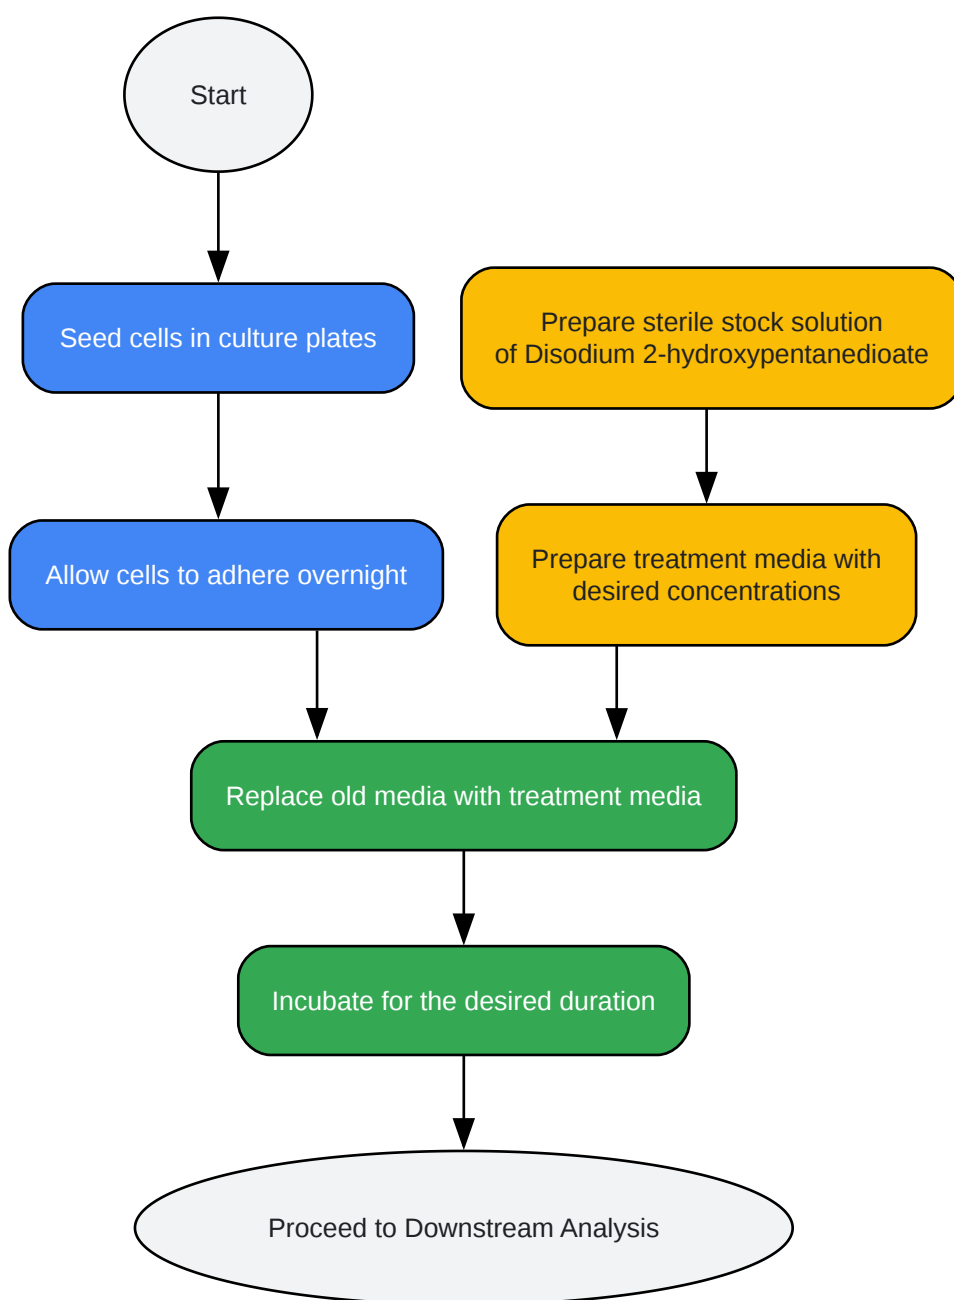 Start
Seed cells in culture plates
Prepare sterile stock solution
of Disodium 2-hydroxypentanedioate
Allow cells to adhere overnight
Prepare treatment media with
desired concentrations
Replace old media with treatment media
Incubate for the desired duration
Proceed to Downstream Analysis